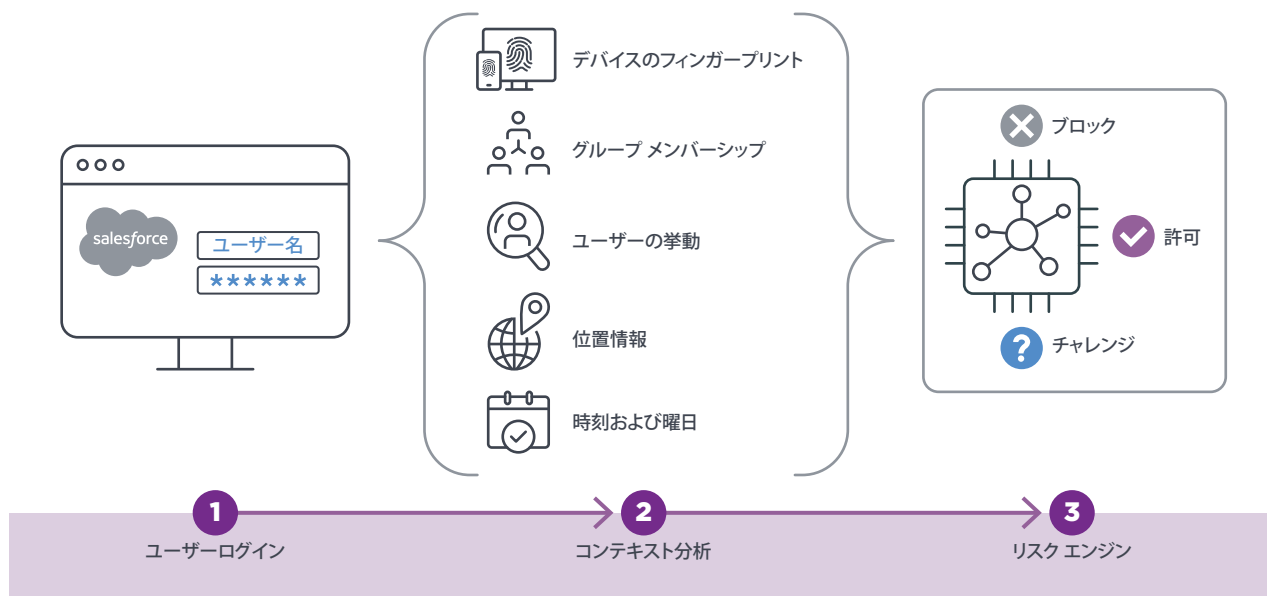 salesforce
ユーザー名
******
デバイスのフィンガープリント
グループ メンバーシップ
ユーザーの挙動
位置情報
時刻および曜日
ブロック
許可
?
チャレンジ
1
ユーザーログイン
2
コンテキスト分析
3
リスク エンジン